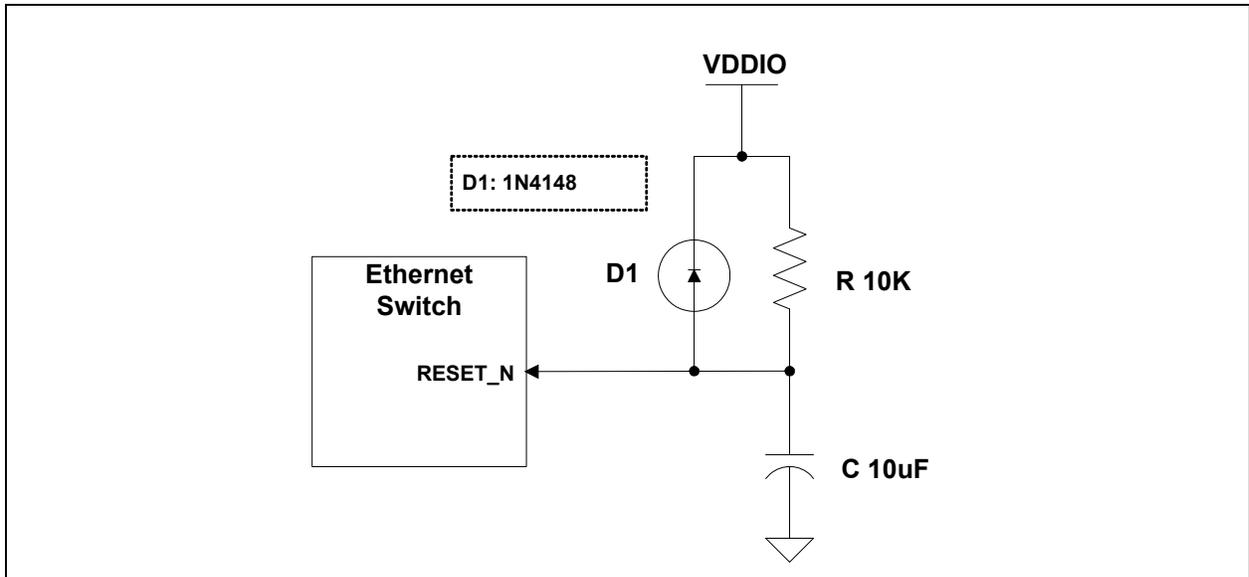 VDDIO
D1: 1N4148
Ethernet
Switch
D1
R 10K
RESET_N
C 10uF